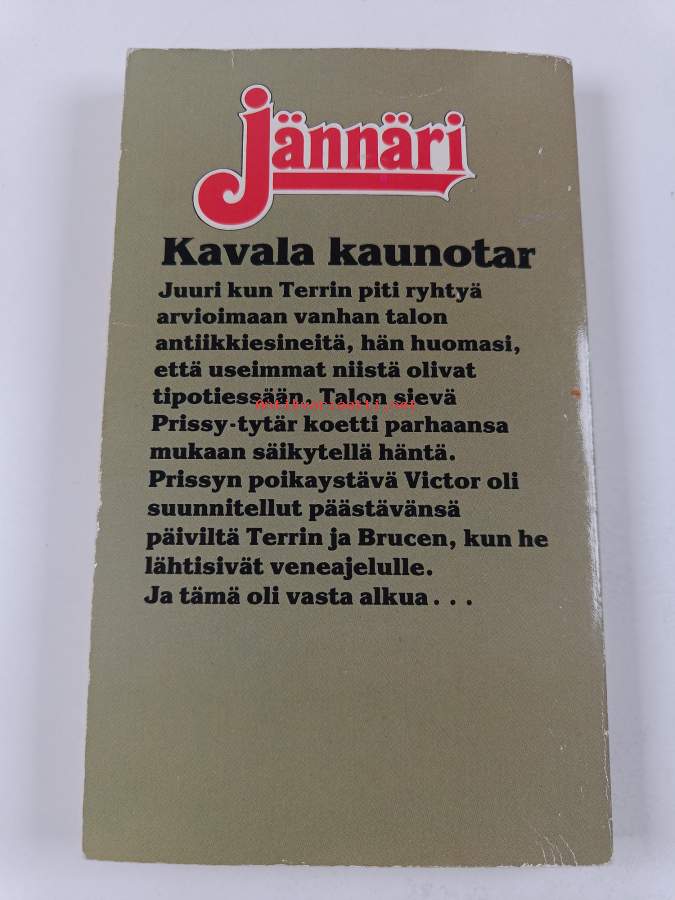 Jännäri
Kavala kaunotar
Juuri kun Terrin piti ryhtyä
arvioimaan vanhan talon
antiikkiesineitä, hän huomasi,
että useimmat niistä olivat
tipotiessään. Talon sievä
Antikvariaatti.net
Prissy-tytär koetti parhaansa
mukaan säikytellä häntä.
Prissyn poikaystävä Victor oli
suunnitellut päästävänsä
päiviltä Terrin ja Brucen, kun he
lähtisivät veneajelulle.
Ja tämä oli vasta alkua . . .